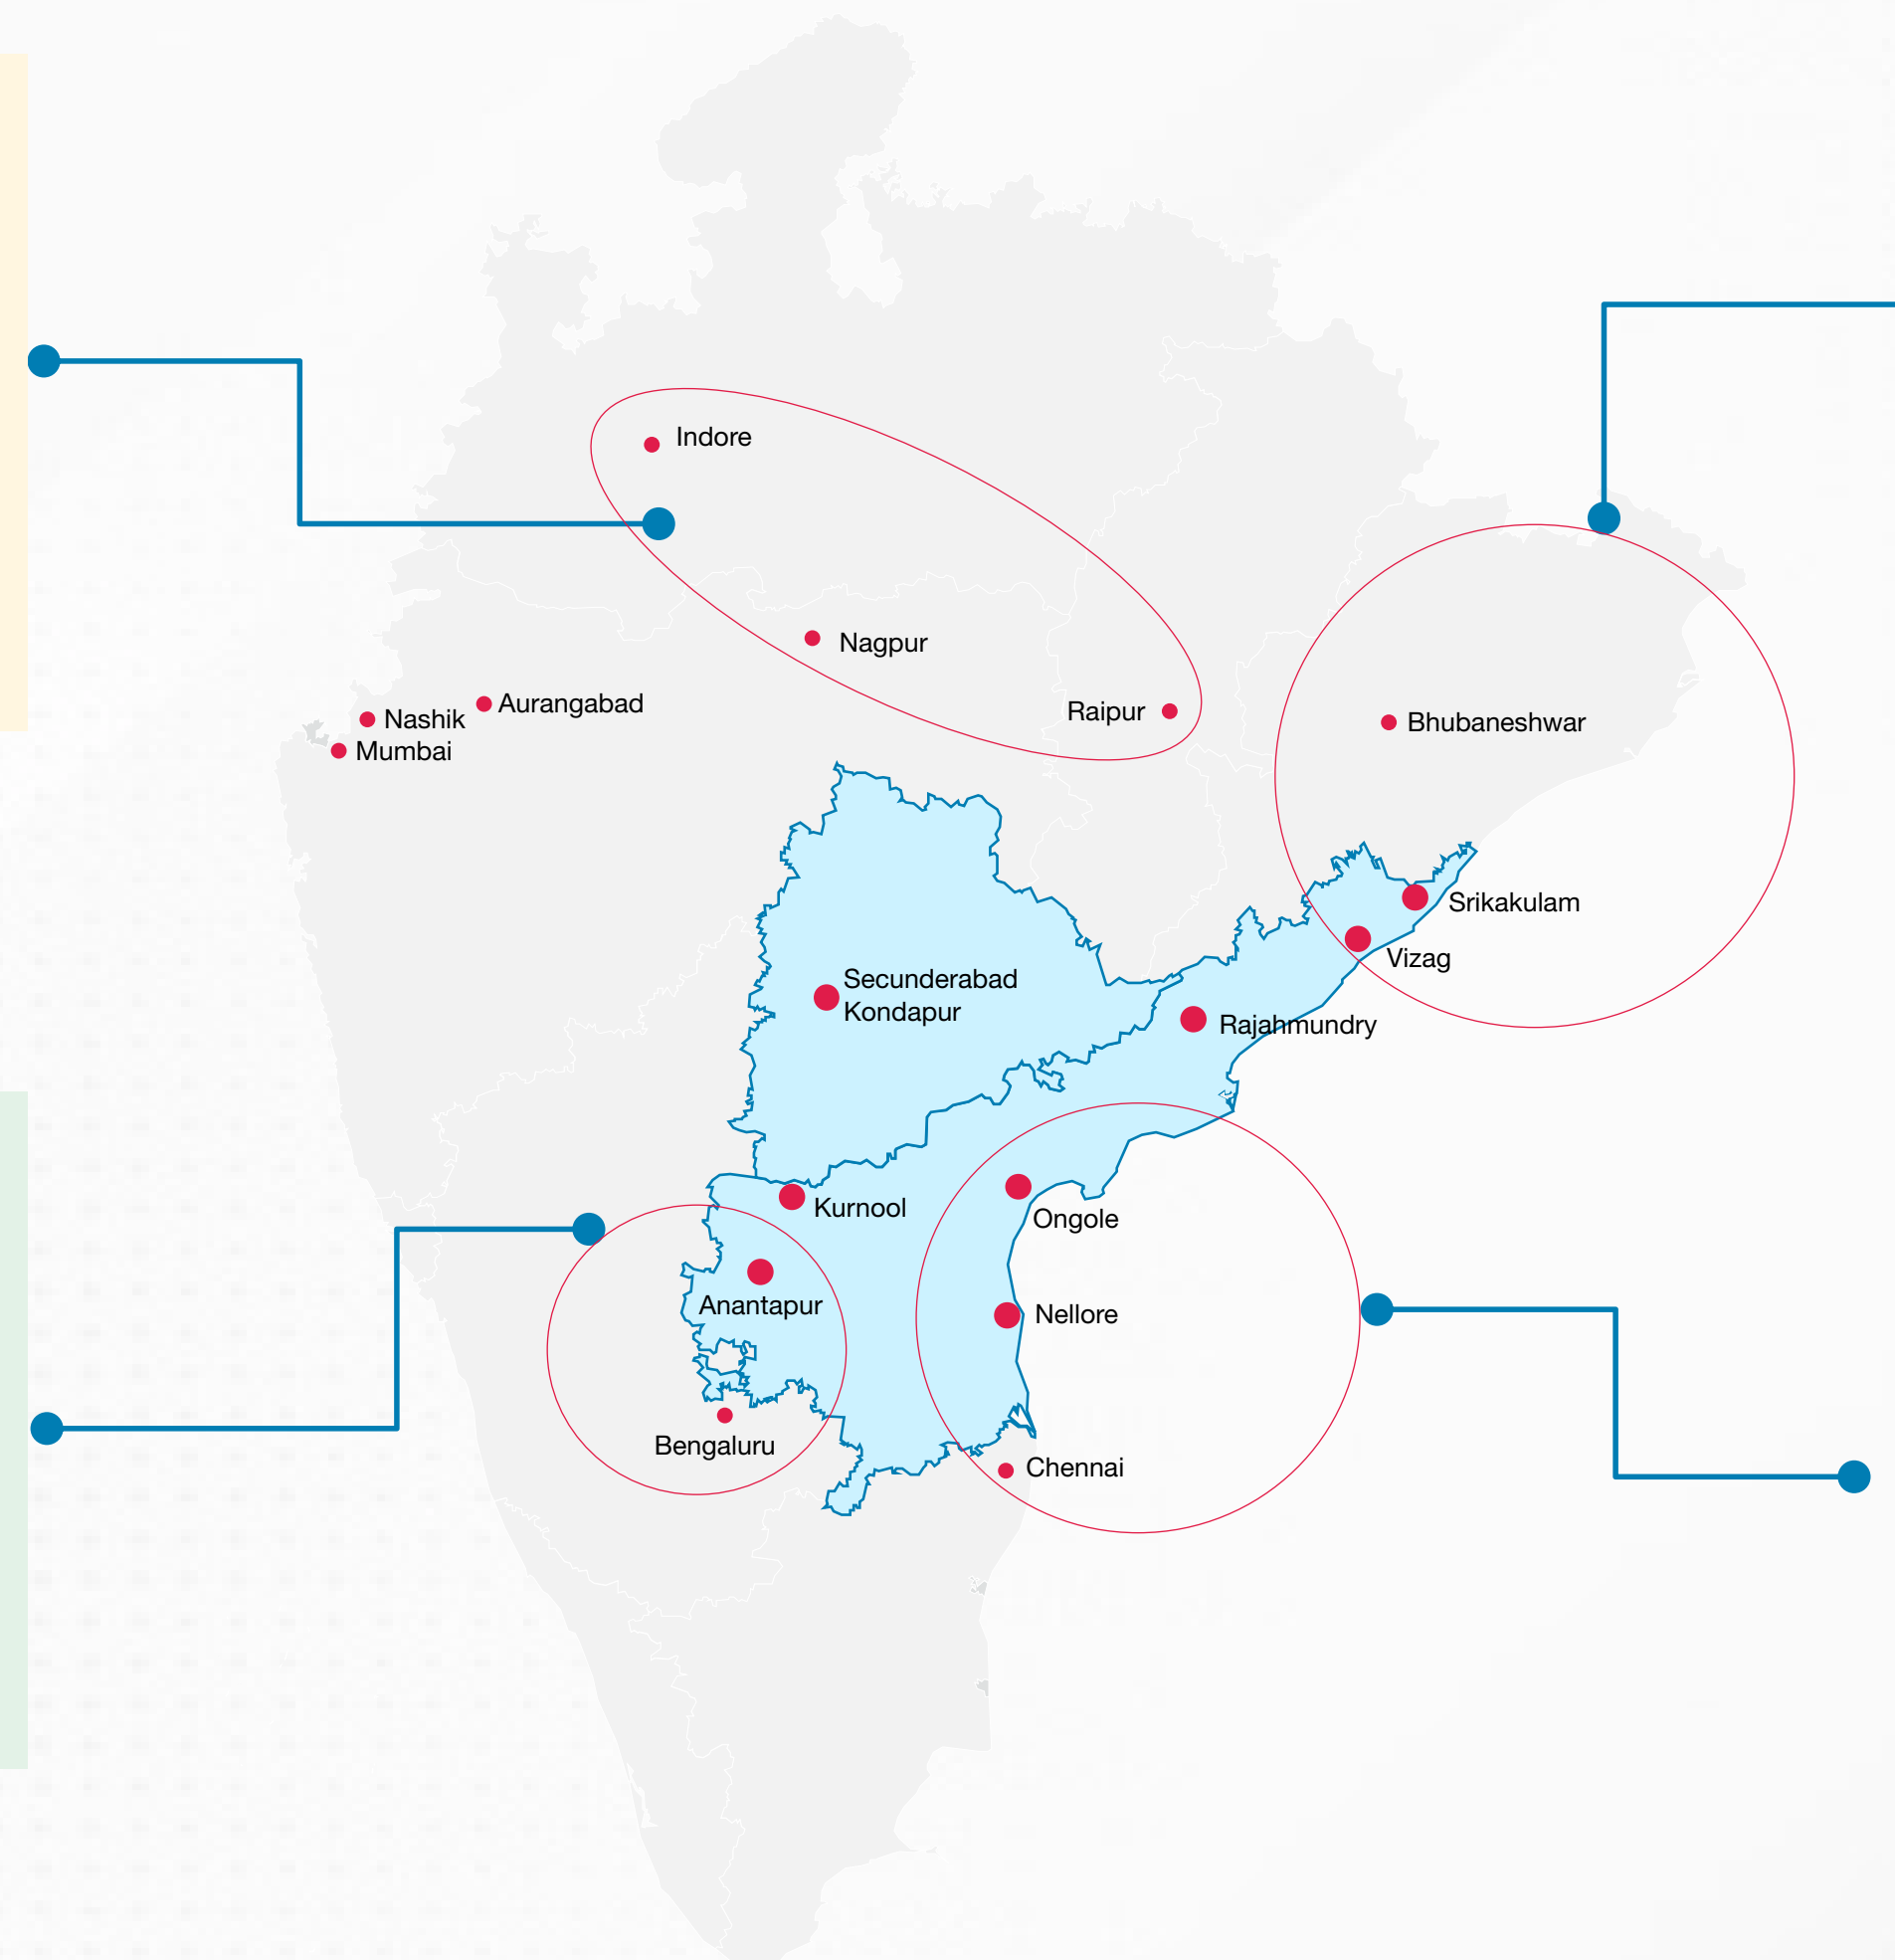 Indore
Nagpur
Aurangabad
Nashik
Mumbai
Raipur
Bhubaneshwar
Srikakulam
Vizag
Secunderabad
Kondapur
Rajahmundry
Kurnool
Ongole
Anantapur
Nellore
Bengaluru
Chennai